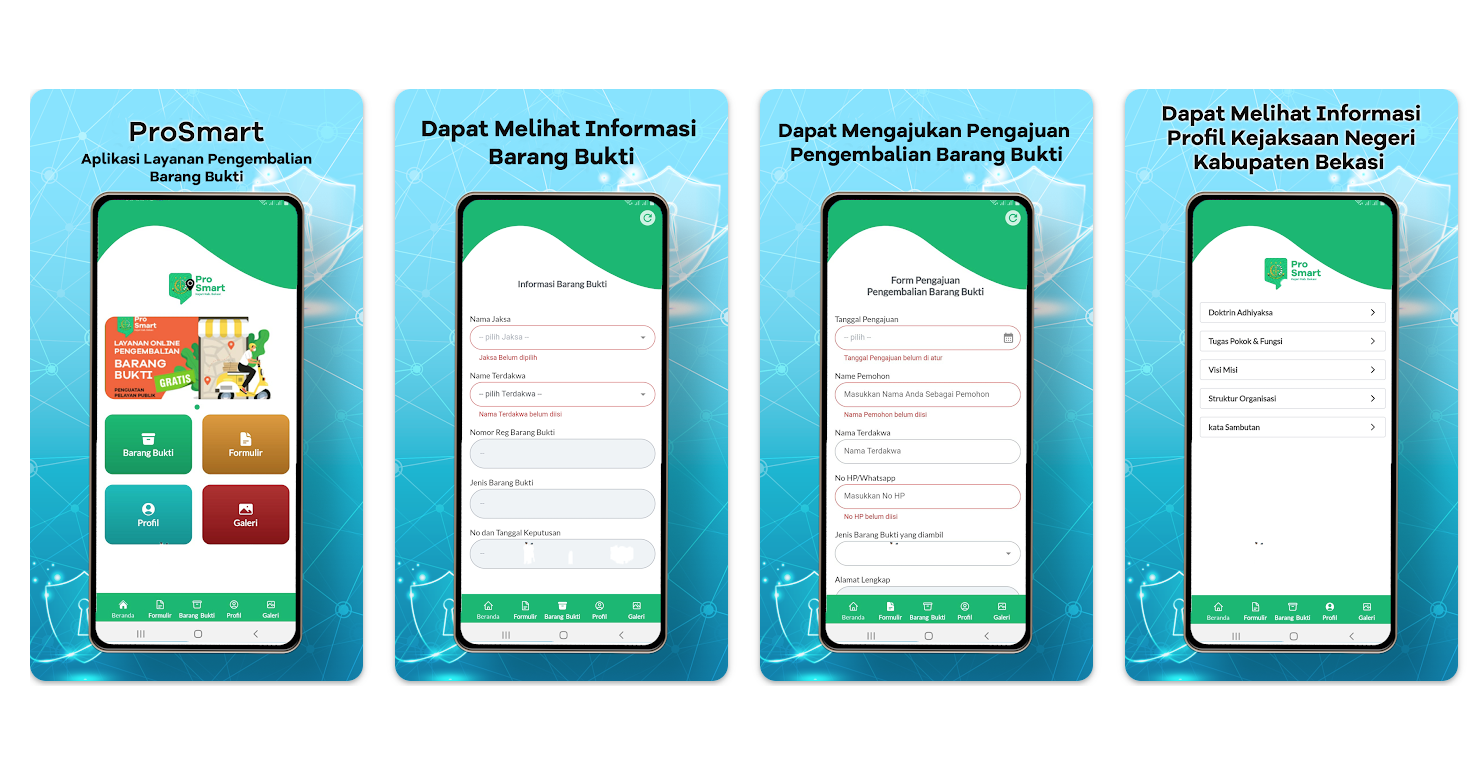 ProSmart
Aplikasi Layanan Pengembalian
Barang Bukti
Pro
Smart
Pro
Smart
LAYANAN ONLINE
PENGEMBALIAN
BARANG
BUKTI
GRATIS
PENGUATAN
PELAYAN PUBLIK
Barang Bukti
Formulir
Profil
Galeri
Beranda
Formulir
Barang Bukti
Profil
Galeri
Dapat Melihat Informasi
Barang Bukti
Informasi Barang Bukti
Nama Jaksa
-- pilih Jaksa --
Jaksa Belum dipilih
Name Terdakwa
-- pilih Terdakwa --
Nama Terdakwa belum diisi
Nomor Reg Barang Bukti
--
Jenis Barang Bukti
--
No dan Tanggal Keputusan
--
Beranda
Formulir
Barang Bukti
Profil
Galeri
Dapat Mengajukan Pengajuan
Pengembalian Barang Bukti
Form Pengajuan
Pengembalian Barang Bukti
Tanggal Pengajuan
-- pilih --
Tanggal Pengajuan belum di atur
Name Pemohon
Masukkan Nama Anda Sebagai Pemohon
Nama Pemohon belum diisi
Nama Terdakwa
Nama Terdakwa
No HP/Whatsapp
Masukkan No HP
No HP belum diisi
Jenis Barang Bukti yang diambil
Alamat Lengkap
Beranda
Formulir
Barang Bukti
Profil
Galeri
Dapat Melihat Informasi
Profil Kejaksaan Negeri
Kabupaten Bekasi
Pro
Smart
Doktrin Adhiyaksa
Tugas Pokok & Fungsi
Visi Misi
Struktur Organisasi
kata Sambutan
Beranda
Formulir
Barang Bukti
Profil
Galeri